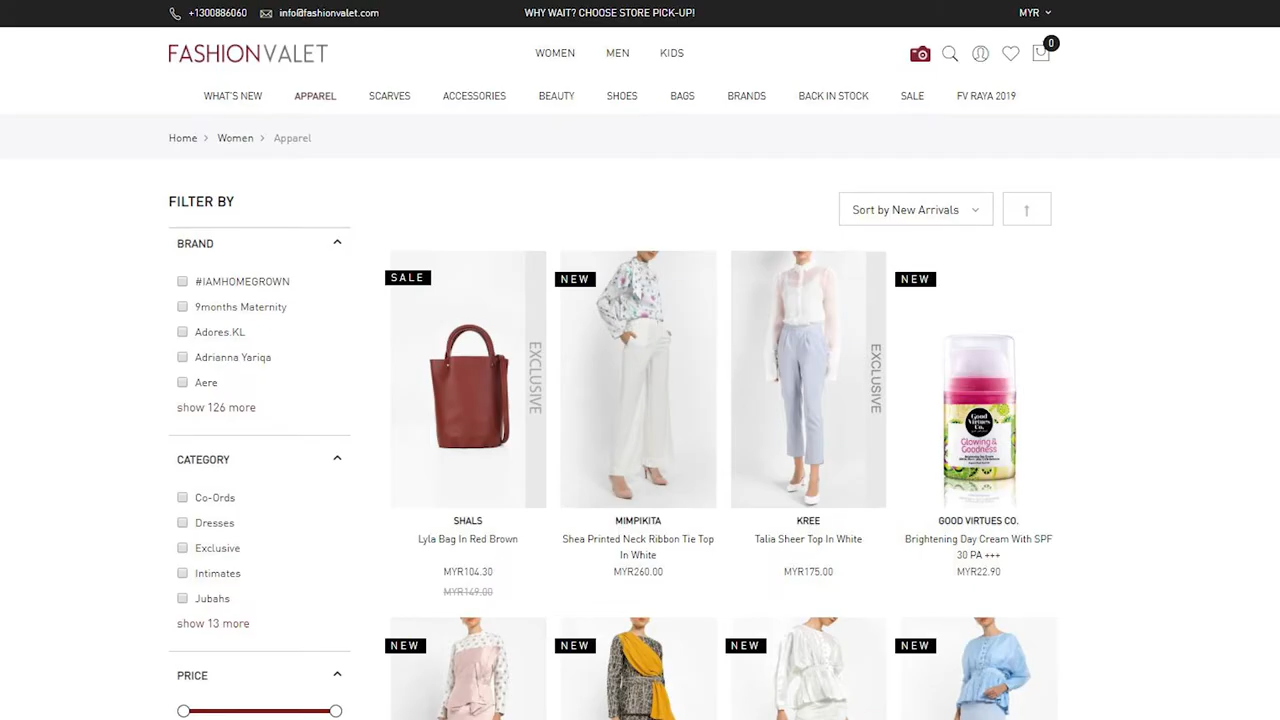 +1300886060
info@fashionvalet.com
WHY WAIT? CHOOSE STORE PICK-UP!
MYR
FASHIONVALET
WOMEN
MEN
KIDS
0
WHAT'S NEW
APPAREL
SCARVES
ACCESSORIES
BEAUTY
SHOES
BAGS
BRANDS
BACK IN STOCK
SALE
FV RAYA 2019
Home > Women > Apparel
FILTER BY
BRAND
#IAMHOMEGROWN
9months Maternity
Adores.KL
Adrianna Yariqa
Aere
show 126 more
CATEGORY
Co-Ords
Dresses
Exclusive
Intimates
Jubahs
show 13 more
PRICE
Sort by New Arrivals
SALE
EXCLUSIVE
SHALS
Lyla Bag In Red Brown
MYR104.30
MYR149.00
NEW
MIMPIKITA
Shea Printed Neck Ribbon Tie Top
In White
MYR260.00
EXCLUSIVE
KREE
Talia Sheer Top In White
MYR175.00
NEW
Good
Virtues
Co.
Glowing &
Goodness
GOOD VIRTUES CO.
Brightening Day Cream With SPF
30 PA +++
MYR22.90
NEW
NEW
NEW
NEW